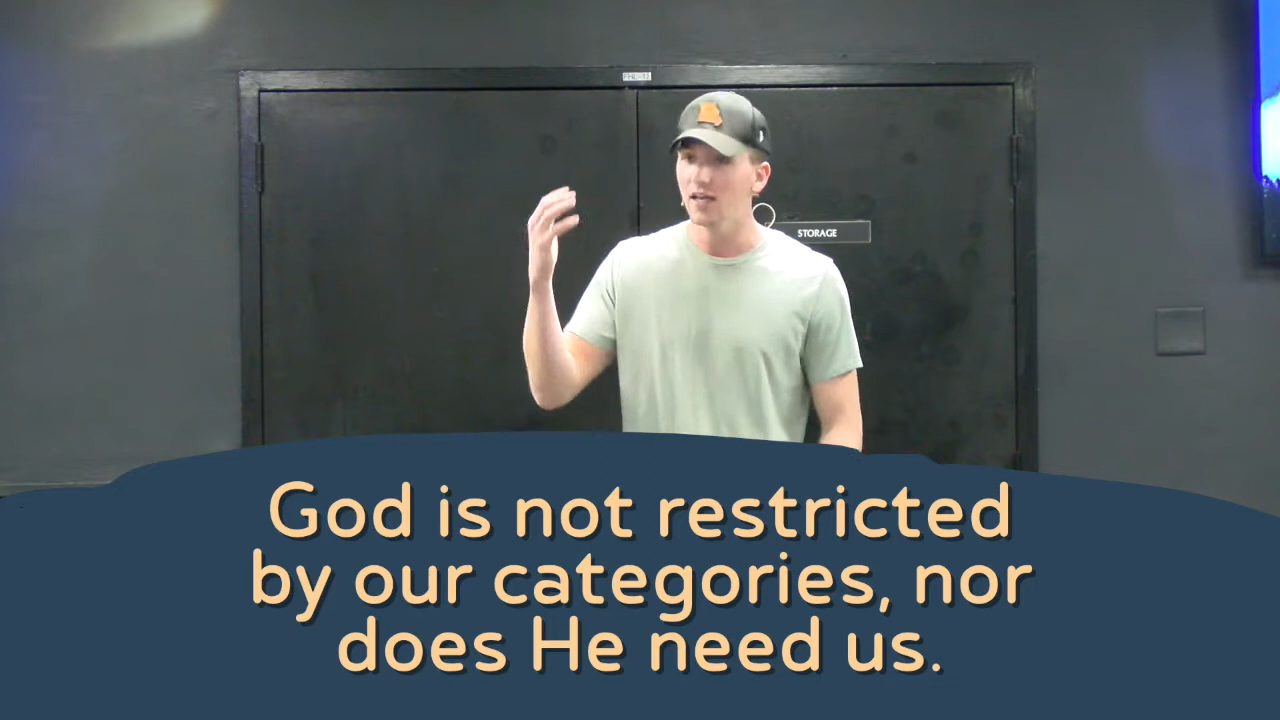 STORAGE
God is not restricted
by our categories, nor
does He need us.